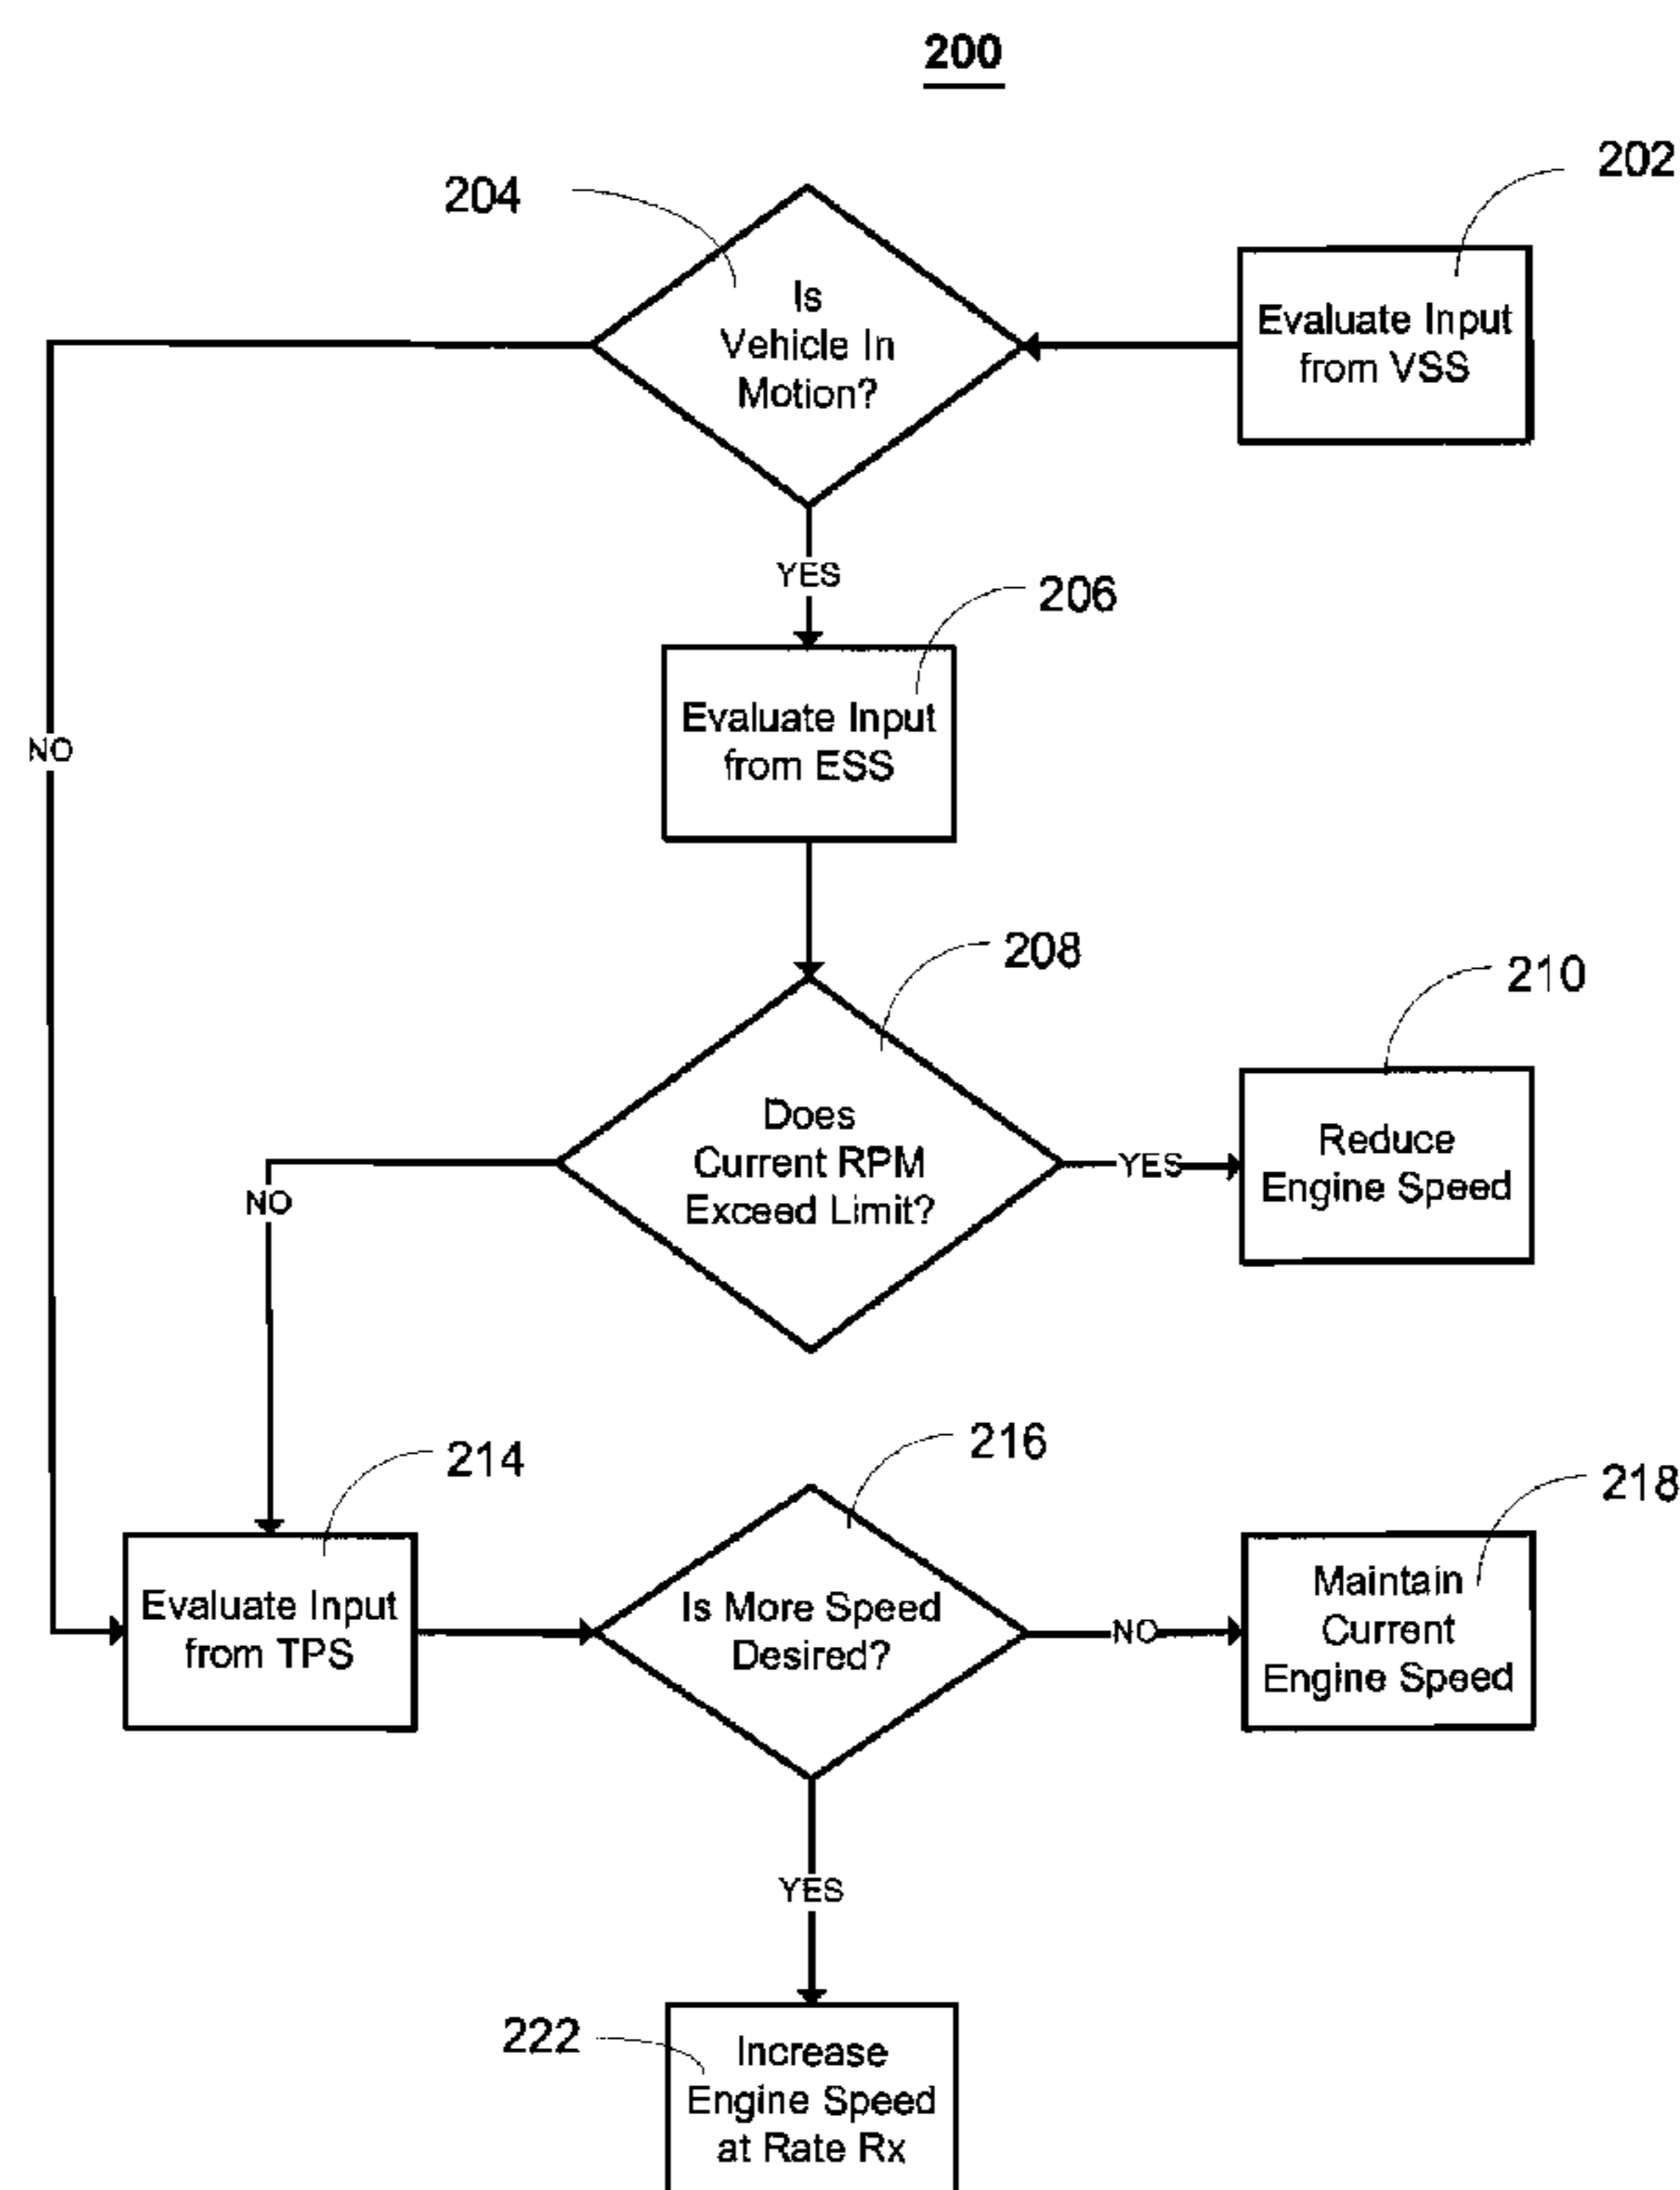 200
202
204
Is
Vehicle In
Motion?
Evaluate Input
from VSS
YES
206
Evaluate Input
from ESS
NO
208
210
Does
Current RPM
Exceed Limit?
YES
Reduce
Engine Speed
NO
214
216
218
Evaluate Input
from TPS
Is More Speed
Desired?
NO
Maintain
Current
Engine Speed
YES
222
Increase
Engine Speed
at Rate Rx